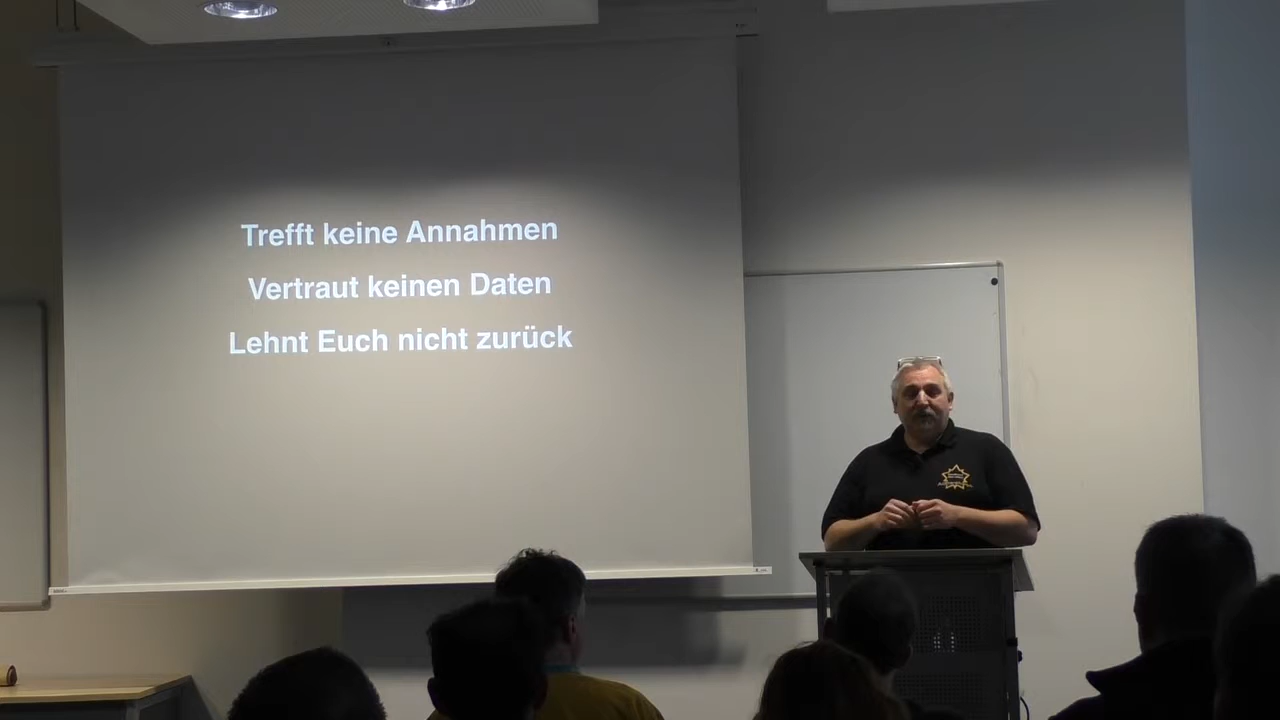 Trefft keine Annahmen
Vertraut keinen Daten
Lehnt Euch nicht zurück